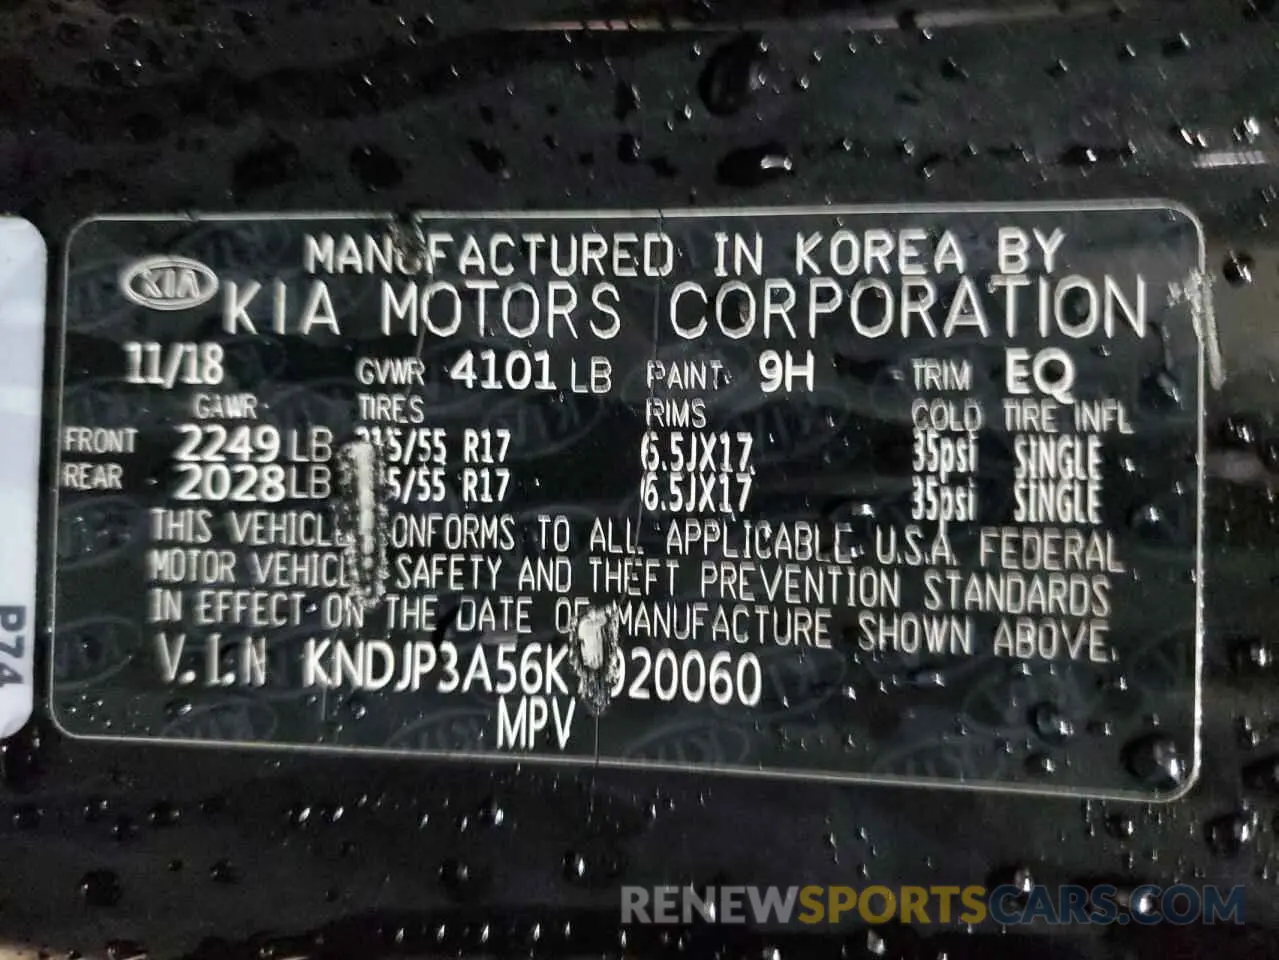 MANUFACTURED IN KOREA BY
KIA KIA MOTORS CORPORATION
11/18 GVWR 4101 LB PAINT 9H TRIM EQ
GAWR TIRES RIMS COLD TIRE INFL
FRONT 2249 LB R17 6.5JX17 35psi SINGLE
REAR 2028 LB R17 6.5JX17 35psi SINGLE
THIS VEHICLE CONFORMS TO ALL APPLICABLE U.S.A. FEDERAL
MOTOR VEHICLE SAFETY AND THEFT PREVENTION STANDARDS
IN EFFECT ON THE DATE OF MANUFACTURE SHOWN ABOVE.
V.I.N
MPV
P74
RENEWSPORTSCARS.COM